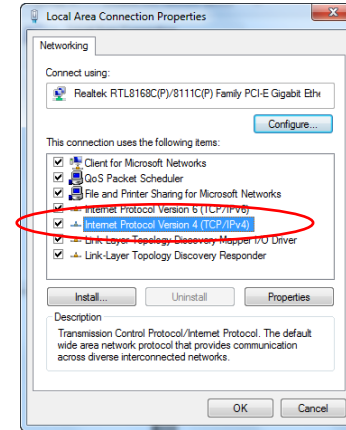 Local Area Connection Properties
Networking
Connect using:
Realtek RTL8168C(P)/8111C(P) Family PCI-E Gigabit Ethe
Configure...
This connection uses the following items:
Client for Microsoft Networks
QoS Packet Scheduler
File and Printer Sharing for Microsoft Networks
Internet Protocol Version 6 (TCP/IPv6)
Internet Protocol Version 4 (TCP/IPv4)
Link-Layer Topology Discovery Mapper I/O Driver
Link-Layer Topology Discovery Responder
Install...
Uninstall
Properties
Description
Transmission Control Protocol/Internet Protocol. The default
wide area network protocol that provides communication
across diverse interconnected networks.
OK
Cancel